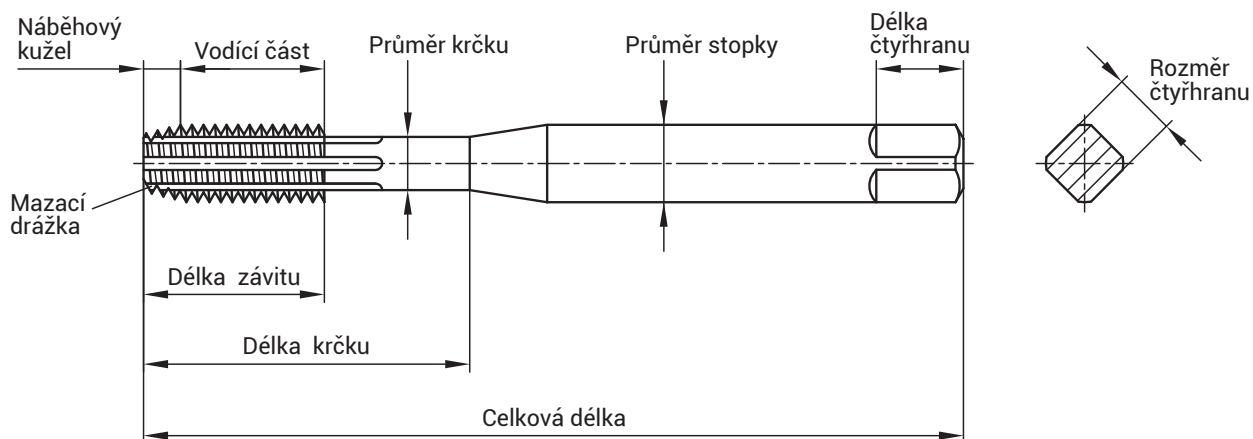 Náběhový
kužel
Vodící část
Průměr krčku
Průměr stopky
Délka
čtyřhranu
Rozměr
čtyřhranu
Mazací
drážka
Délka závitu
Délka krčku
Celková délka